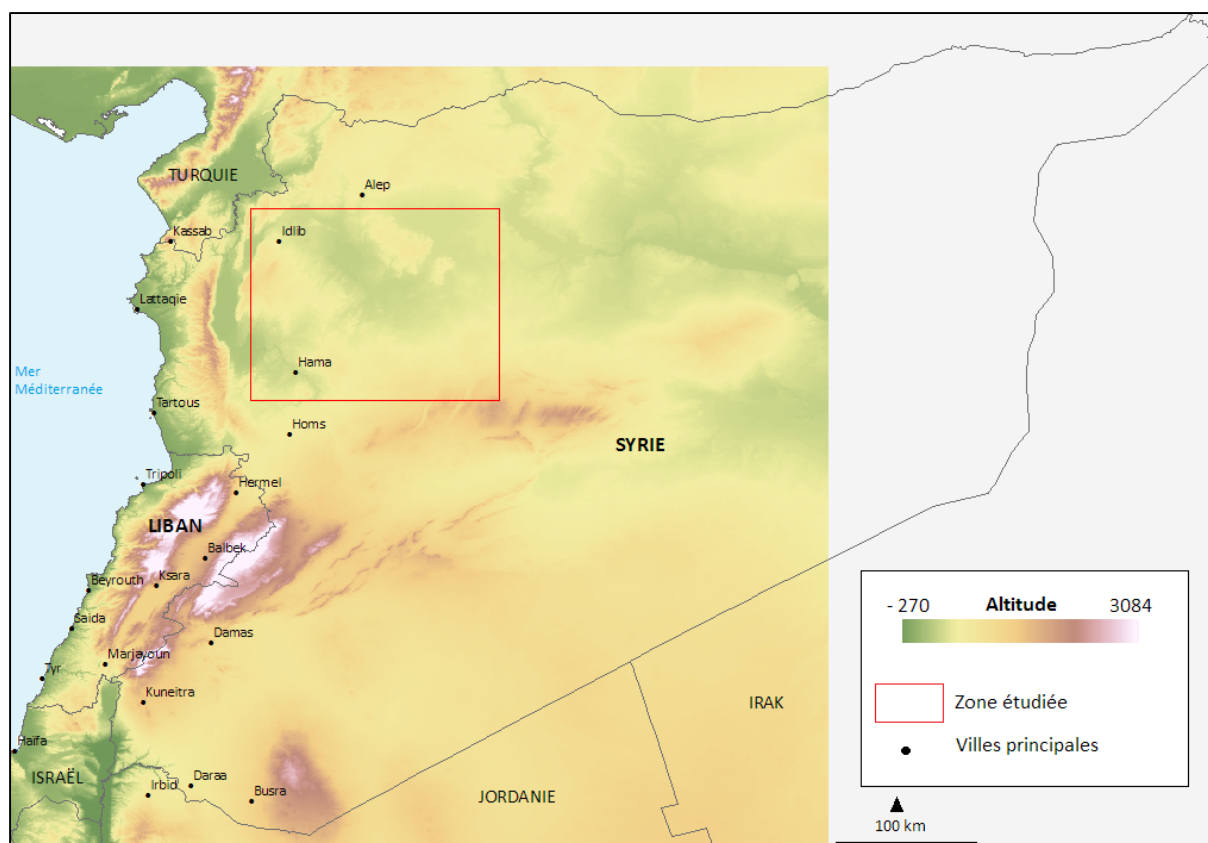 TURQUIE
Alep
Kassab
Idlib
Lattaqie
Hama
Mer
Méditerranée
Tartous
Homs
SYRIE
Tripoli
Hermel
LIBAN
Balbek
Beyrouth
Ksara
Saida
Damas
Marjayoun
Tyr
Kuneitra
IRAK
Haïfa
ISRAËL
Irbid
Daraa
Busra
JORDANIE
- 270 Altitude 3084
Zone étudiée
Villes principales
100 km